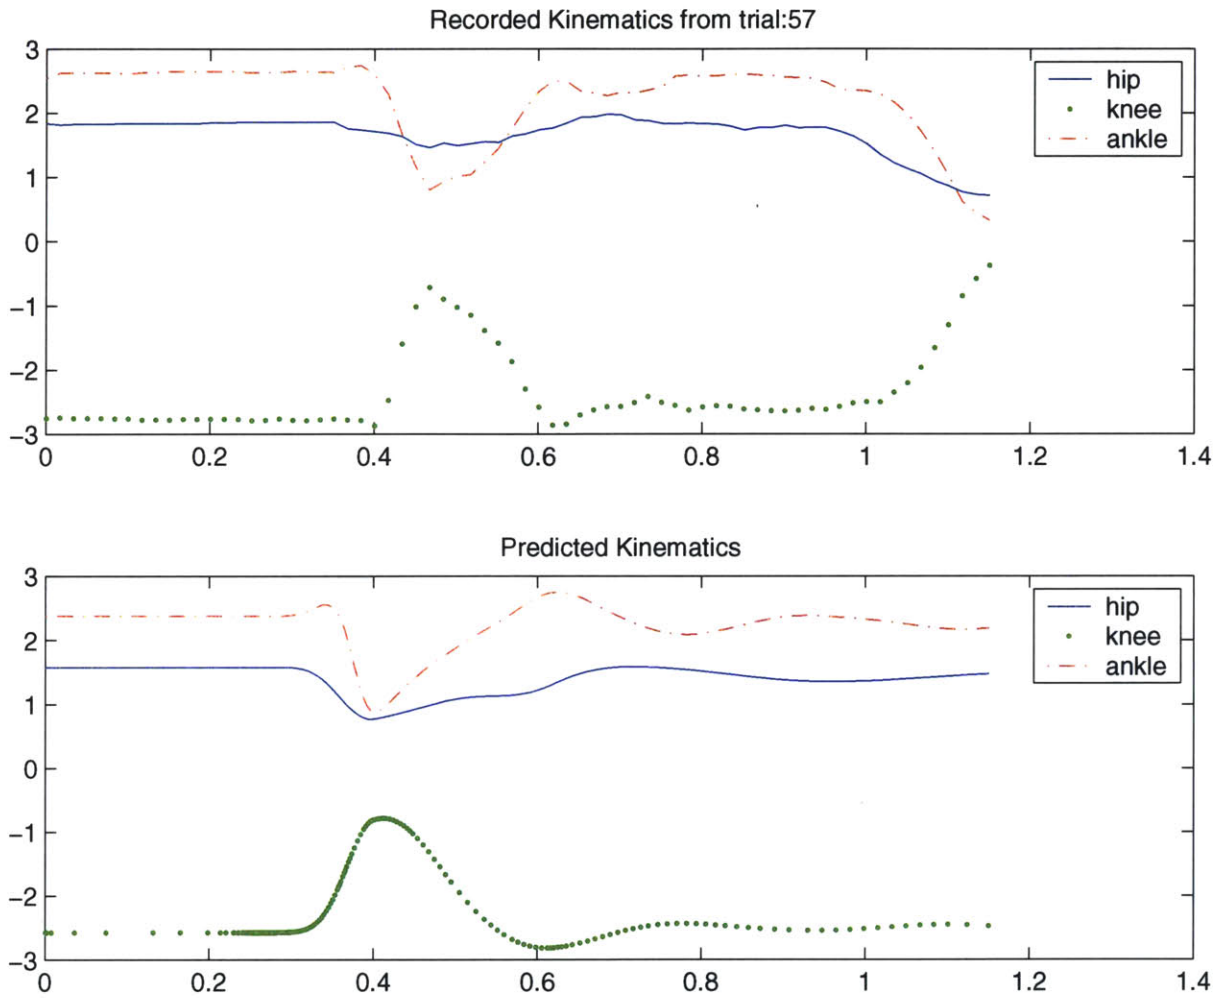 Recorded Kinematics from trial:57
3
2
1
0
−1
−2
−3
hip
knee
ankle
0 0.2 0.4 0.6 0.8 1 1.2 1.4
Predicted Kinematics
3
2
1
0
−1
−2
−3
hip
knee
ankle
0 0.2 0.4 0.6 0.8 1 1.2 1.4